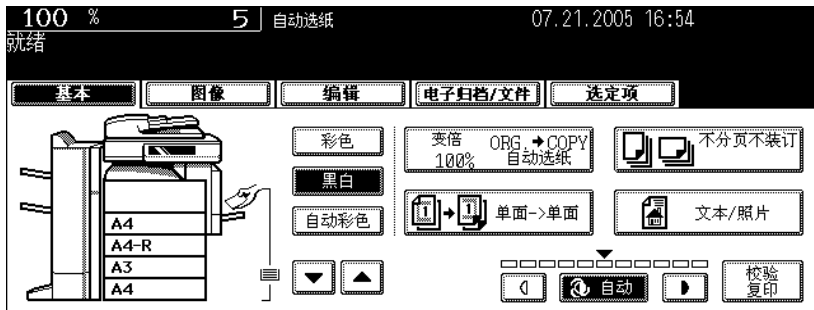 100 % 5 自动选纸 07.21.2005 16:54
就绪
基本 图像 编辑 电子归档/文件 选定项
彩色
黑白
自动彩色
变倍 ORG.→COPY
100% 自动选纸
不分页不装订
1→1 单面->单面
文本/照片
A4
A4-R
A3
A4
自动
校验
复印